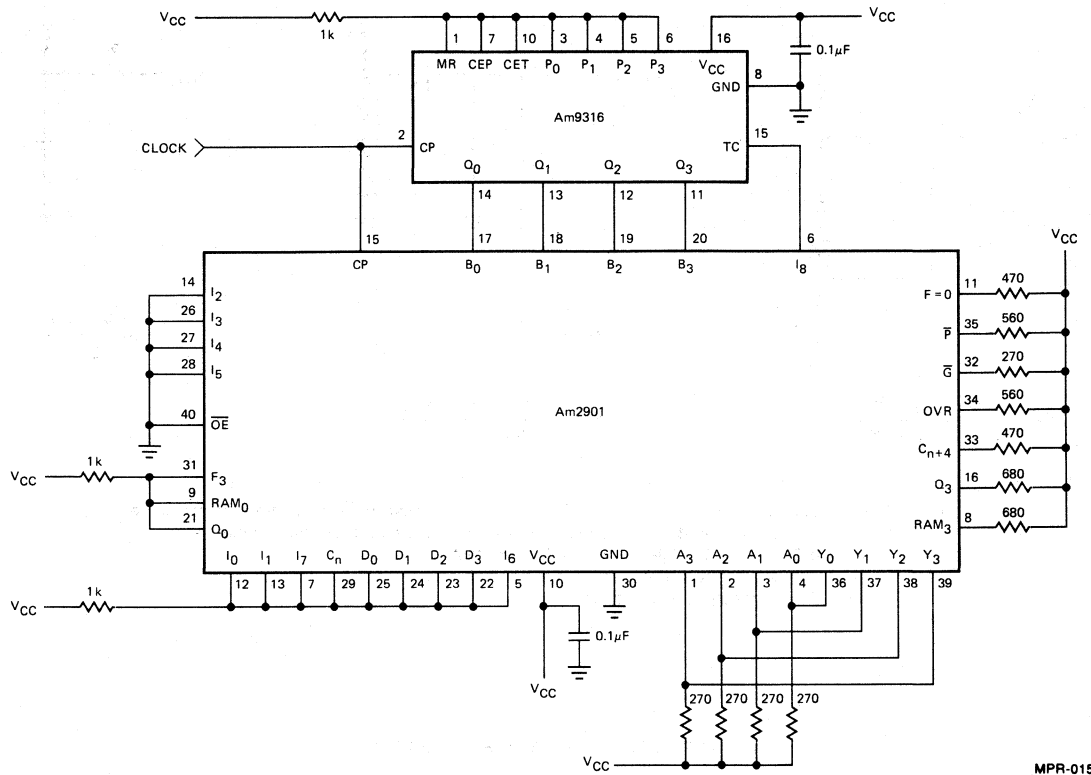 VCC
1k
1 7 10 3 4 5 6 16
VCC
0.1μF
MR CEP CET P0 P1 P2 P3 VCC
GND 8
Am9316
CLOCK
2 CP
TC 15
Q0 Q1 Q2 Q3
14 13 12 11
15 17 18 19 20 6
CP B0 B1 B2 B3 I8
VCC
14 I2
F = 0 11 470
26 I3
P̅ 35 560
27 I4
G̅ 32 270
28 I5
OVR 34 560
40 O̅E̅
Am2901
Cn+4 33 470
VCC 1k 31 F3
Q3 16 680
9 RAM0
RAM3 8 680
21 Q0
I0 I1 I7 Cn D0 D1 D2 D3 I6 VCC GND A3 A2 A1 A0 Y0 Y1 Y2 Y3
12 13 7 29 25 24 23 22 5 10 30 1 2 3 4 36 37 38 39
VCC 1k
0.1μF
VCC
270 270 270 270
VCC
MPR-015